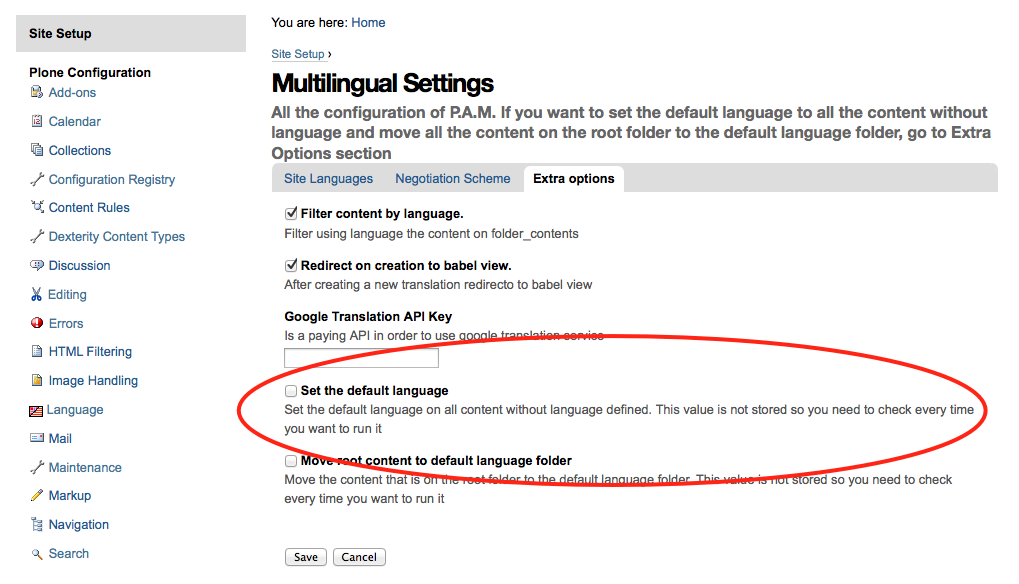 Site Setup
Plone Configuration
Add-ons
Calendar
Collections
Configuration Registry
Content Rules
Dexterity Content Types
Discussion
Editing
Errors
HTML Filtering
Image Handling
Language
Mail
Maintenance
Markup
Navigation
Search
You are here: Home
Site Setup ›
Multilingual Settings
All the configuration of P.A.M. If you want to set the default language to all the content without
language and move all the content on the root folder to the default language folder, go to Extra
Options section
Site Languages Negotiation Scheme Extra options
Filter content by language.
Filter using language the content on folder_contents
Redirect on creation to babel view.
After creating a new translation redirecto to babel view
Google Translation API Key
Is a paying API in order to use google translation service
Set the default language
Set the default language on all content without language defined. This value is not stored so you need to check every time
you want to run it
Move root content to default language folder
Move the content that is on the root folder to the default language folder. This value is not stored so you need to check
every time you want to run it
Save Cancel